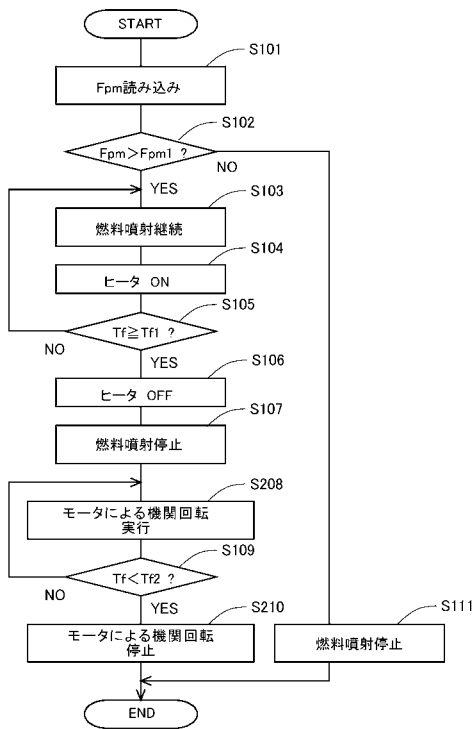 START
S101
Fpm読み込み
S102
Fpm＞Fpm1 ？
NO
YES
S103
燃料噴射継続
S104
ヒータ ON
S105
Tf≧Tf1 ？
NO
YES
S106
ヒータ OFF
S107
燃料噴射停止
S208
モータによる機関回転
実行
S109
Tf＜Tf2 ？
NO
YES
S210
モータによる機関回転
停止
S111
燃料噴射停止
END